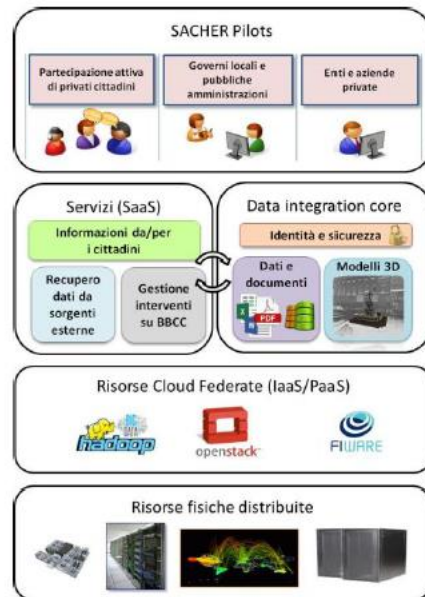 SACHER Pilots
Partecipazione attiva
di privati cittadini
Governi locali e
pubbliche
amministrazioni
Enti e aziende
private
Servizi (SaaS)
Informazioni da/per
i cittadini
Recupero
dati da
sorgenti
esterne
Gestione
interventi
su BBCC
Data integration core
Identità e sicurezza
Dati e
documenti
PDF
Modelli 3D
Risorse Cloud Federate (IaaS/PaaS)
hadoop
openstack
FIWARE
Risorse fisiche distribuite